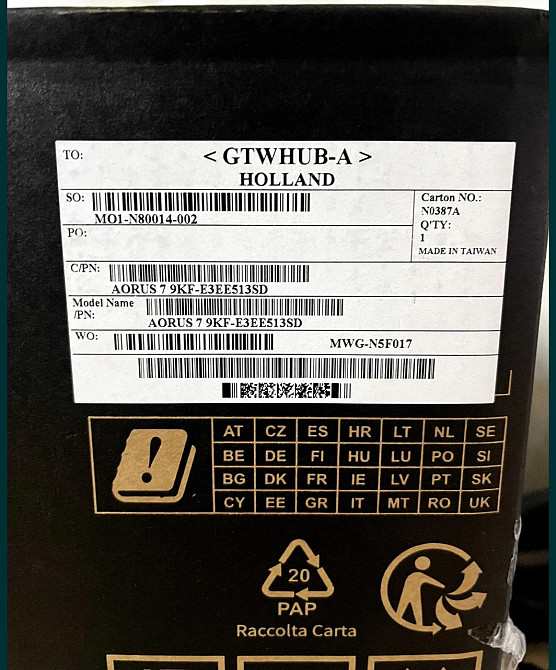 TO: < GTWHUB-A >
HOLLAND
SO:
MO1-N80014-002
Carton NO.:
N0387A
Q'TY:
1
MADE IN TAIWAN
PO:
C/PN:
AORUS 7 9KF-E3EE513SD
Model Name
/PN:
AORUS 7 9KF-E3EE513SD
WO: MWG-N5F017
AT CZ ES HR LT NL SE
BE DE FI HU LU PO SI
BG DK FR IE LV PT SK
CY EE GR IT MT RO UK
20
PAP
Raccolta Carta